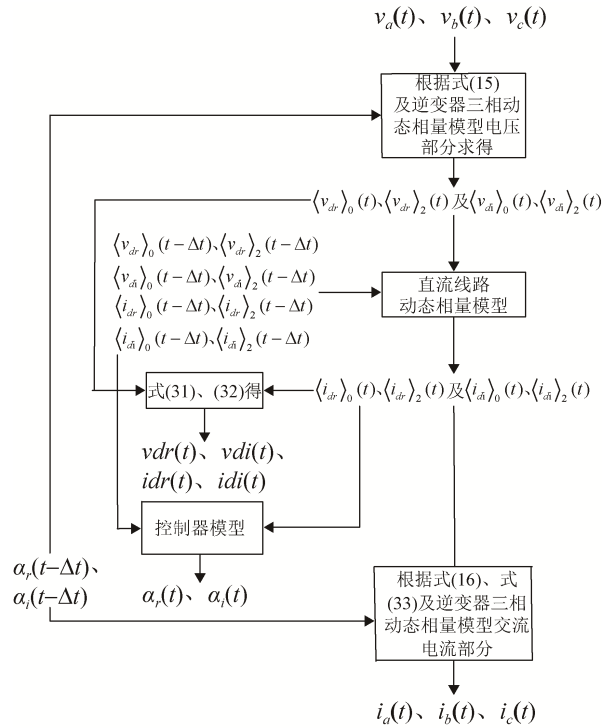 v_a(t)、v_b(t)、v_c(t)
根据式(15)
及逆变器三相动
态相量模型电压
部分求得
⟨v_dr⟩_0(t)、⟨v_dr⟩_2(t)及⟨v_di⟩_0(t)、⟨v_di⟩_2(t)
⟨v_dr⟩_0(t−Δt)、⟨v_dr⟩_2(t−Δt)
⟨v_di⟩_0(t−Δt)、⟨v_di⟩_2(t−Δt)
⟨i_dr⟩_0(t−Δt)、⟨i_dr⟩_2(t−Δt)
⟨i_di⟩_0(t−Δt)、⟨i_di⟩_2(t−Δt)
直流线路
动态相量模型
式(31)、(32)得
⟨i_dr⟩_0(t)、⟨i_dr⟩_2(t)及⟨i_di⟩_0(t)、⟨i_di⟩_2(t)
vdr(t)、vdi(t)、
idr(t)、idi(t)
控制器模型
α_r(t−Δt)、
α_i(t−Δt)
α_r(t)、α_i(t)
根据式(16)、式
(33)及逆变器三相
动态相量模型交流
电流部分
i_a(t)、i_b(t)、i_c(t)